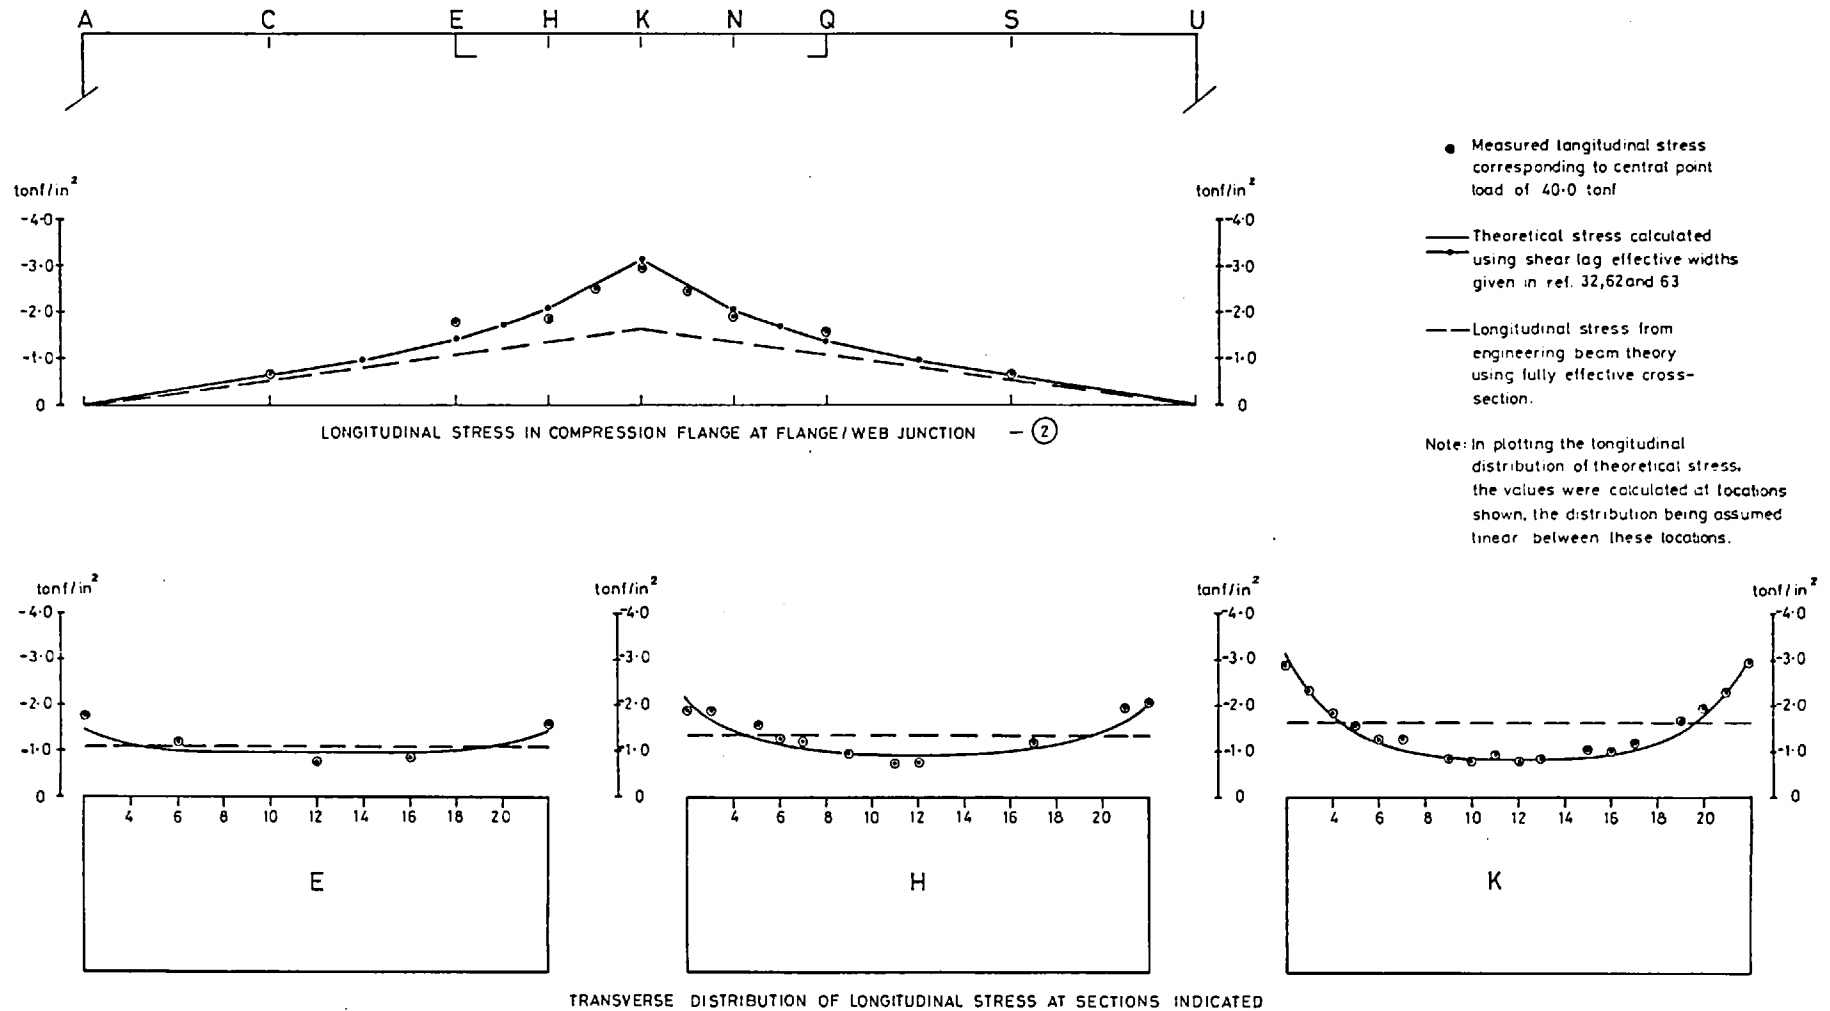 A C E H K N Q S U
Measured longitudinal stress
corresponding to central point
load of 40·0 tonf
tonf/in² tonf/in²
-4·0 -4·0
-3·0 -3·0
-2·0 -2·0
-1·0 -1·0
0 0
Theoretical stress calculated
using shear lag effective widths
given in ref. 32,62 and 63
Longitudinal stress from
engineering beam theory
using fully effective cross-
section.
LONGITUDINAL STRESS IN COMPRESSION FLANGE AT FLANGE/WEB JUNCTION - 2
Note: In plotting the longitudinal
distribution of theoretical stress,
the values were calculated at locations
shown, the distribution being assumed
linear between these locations.
tonf/in² tonf/in² tonf/in² tonf/in²
-4·0 -4·0 -4·0 -4·0
-3·0 -3·0 -3·0 -3·0
-2·0 -2·0 -2·0 -2·0
-1·0 -1·0 -1·0 -1·0
0 0 0 0
4 6 8 10 12 14 16 18 20 4 6 8 10 12 14 16 18 20 4 6 8 10 12 14 16 18 20
E H K
TRANSVERSE DISTRIBUTION OF LONGITUDINAL STRESS AT SECTIONS INDICATED